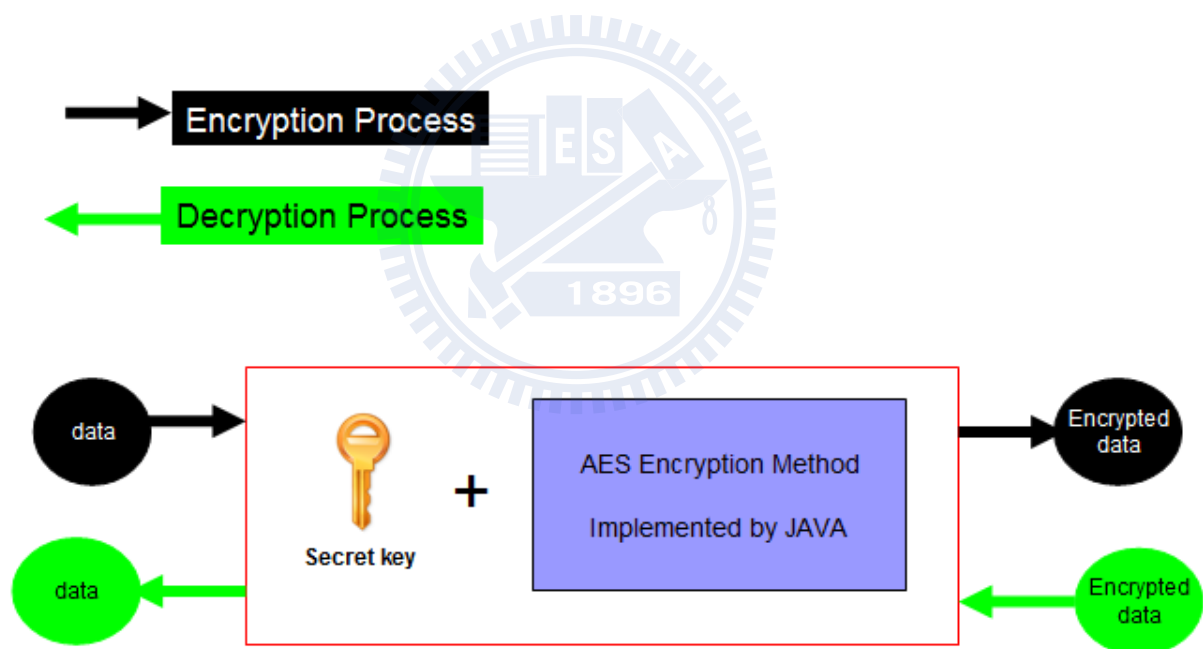 Encryption Process
Decryption Process
E S A
1896
data
Encrypted
data
AES Encryption Method
+
Implemented by JAVA
Secret key
data
Encrypted
data